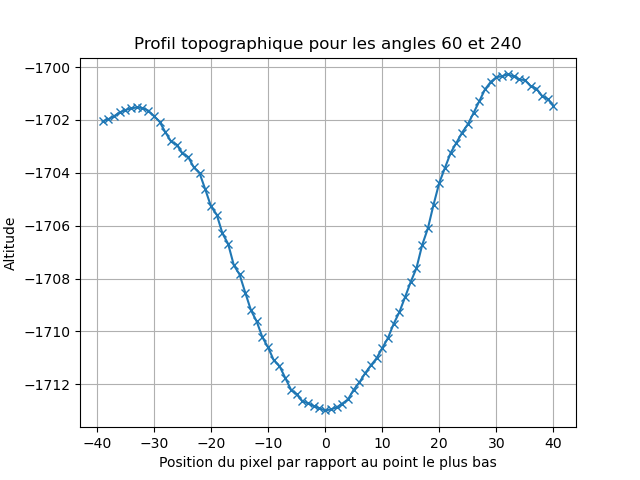 Profil topographique pour les angles 60 et 240
−1700
−1702
−1704
−1706
−1708
−1710
−1712
Altitude
−40 −30 −20 −10 0 10 20 30 40
Position du pixel par rapport au point le plus bas